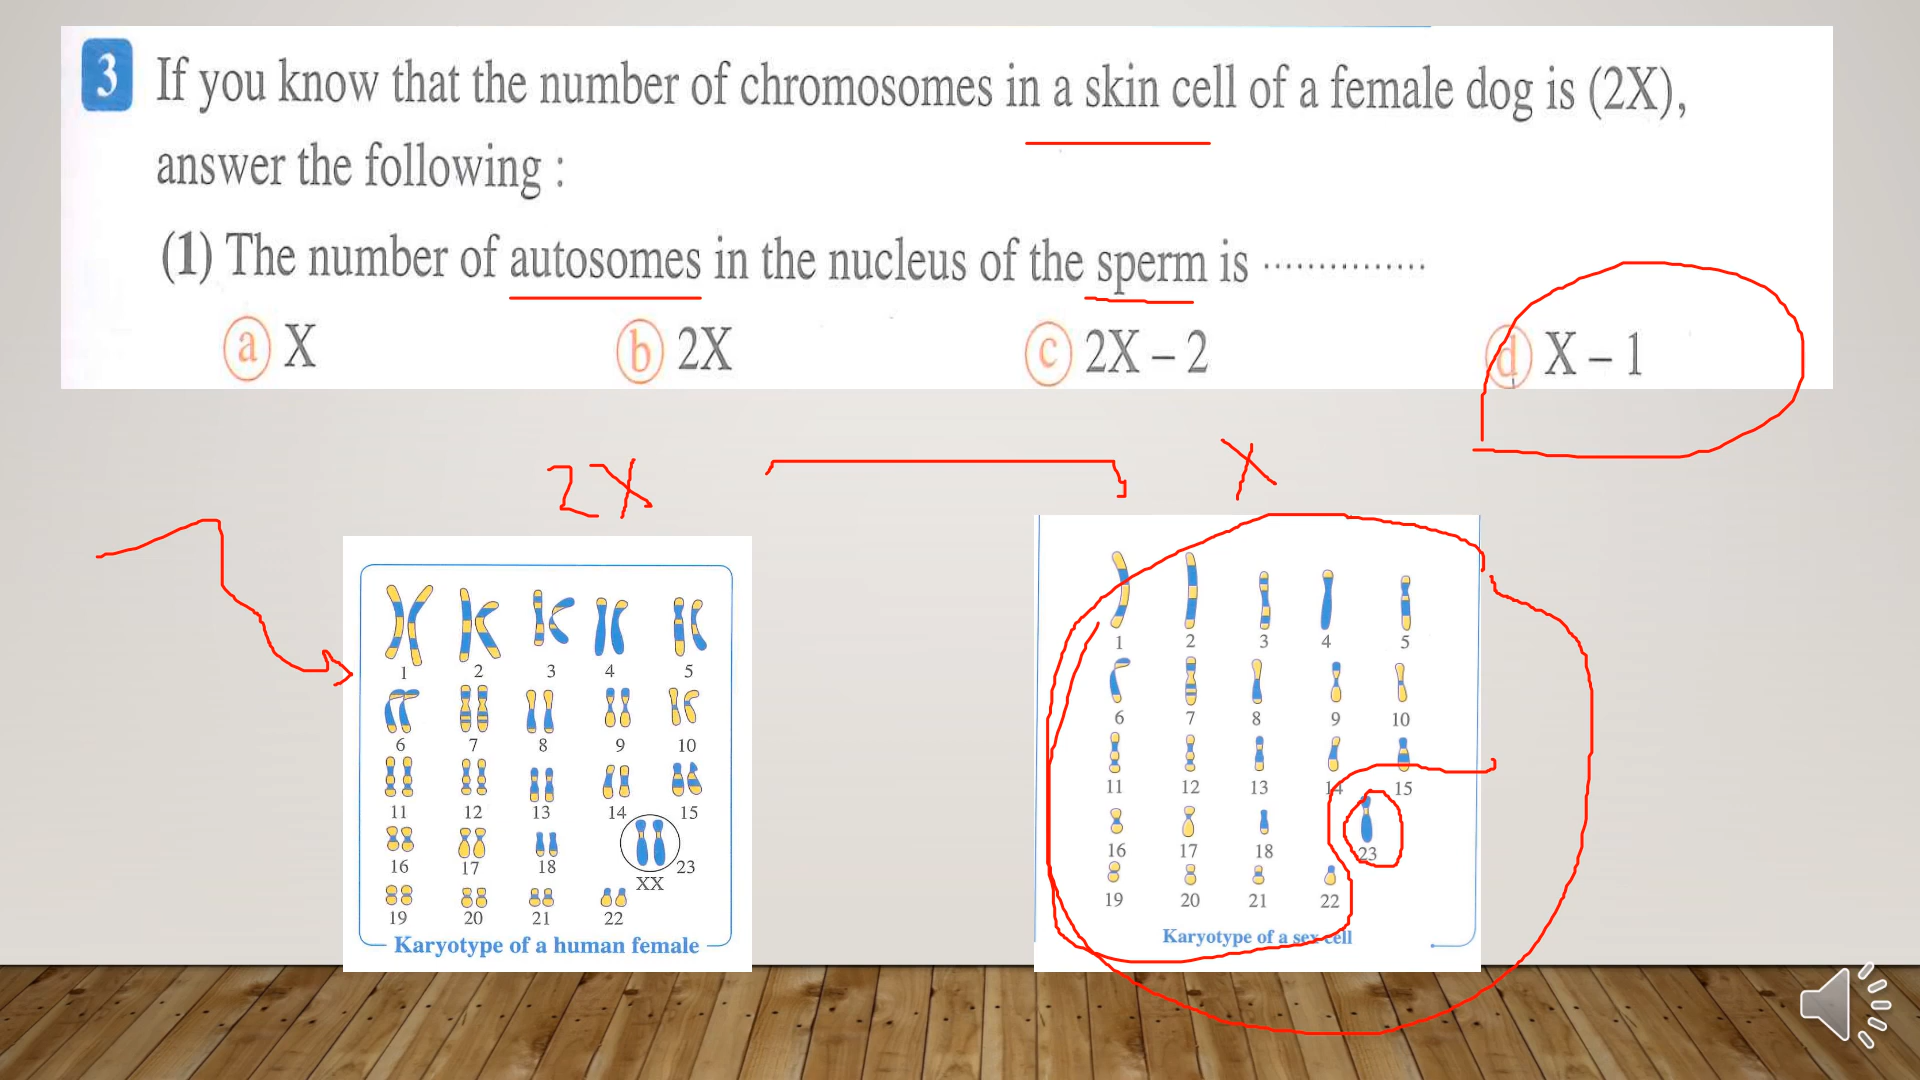 3 If you know that the number of chromosomes in a skin cell of a female dog is (2X),
answer the following :
(1) The number of autosomes in the nucleus of the sperm is ...............
a X b 2X c 2X – 2 d X – 1
2X X
1 2 3 4 5
6 7 8 9 10
11 12 13 14 15
16 17 18 23
XX
19 20 21 22
Karyotype of a human female
1 2 3 4 5
6 7 8 9 10
11 12 13 14 15
16 17 18 23
19 20 21 22
Karyotype of a sex cell